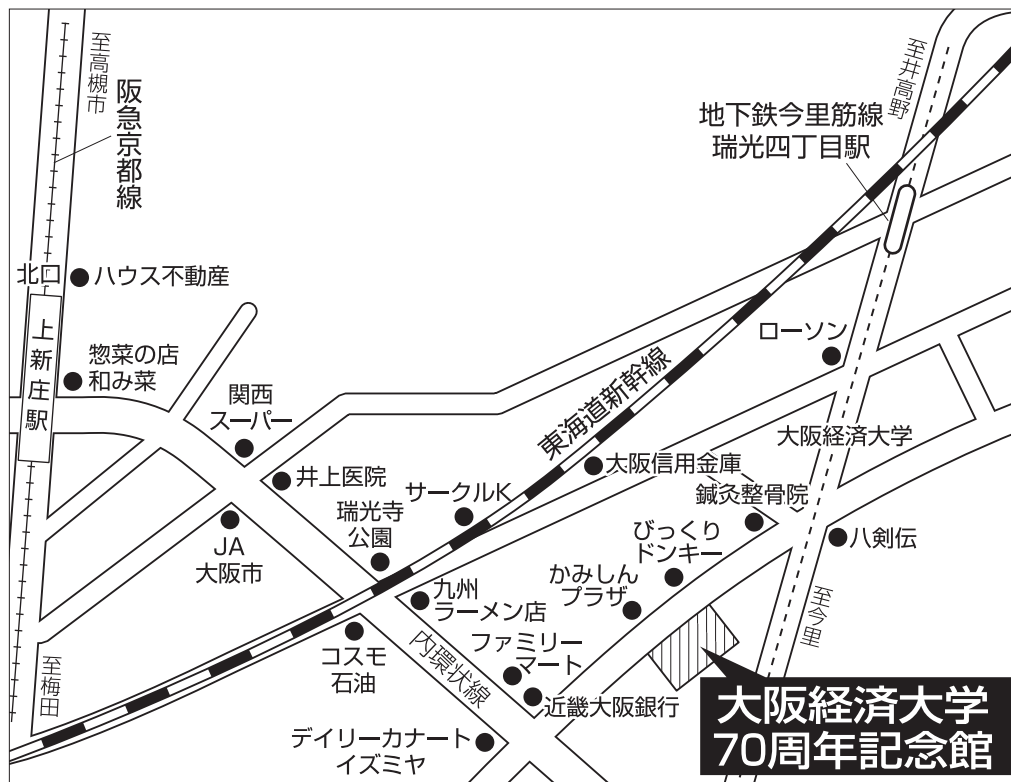 至高槻市
阪急京都線
至井高野
地下鉄今里筋線
瑞光四丁目駅
北口
ハウス不動産
上新庄駅
惣菜の店
和み菜
関西
スーパー
ローソン
東海道新幹線
大阪経済大学
井上医院
サークルK
大阪信用金庫
鍼灸整骨院
瑞光寺
公園
びっくり
ドンキー
八剣伝
JA
大阪市
かみしん
プラザ
九州
ラーメン店
至今里
コスモ
石油
内環状線
ファミリー
マート
至梅田
近畿大阪銀行
デイリーカナート
イズミヤ
大阪経済大学
70周年記念館